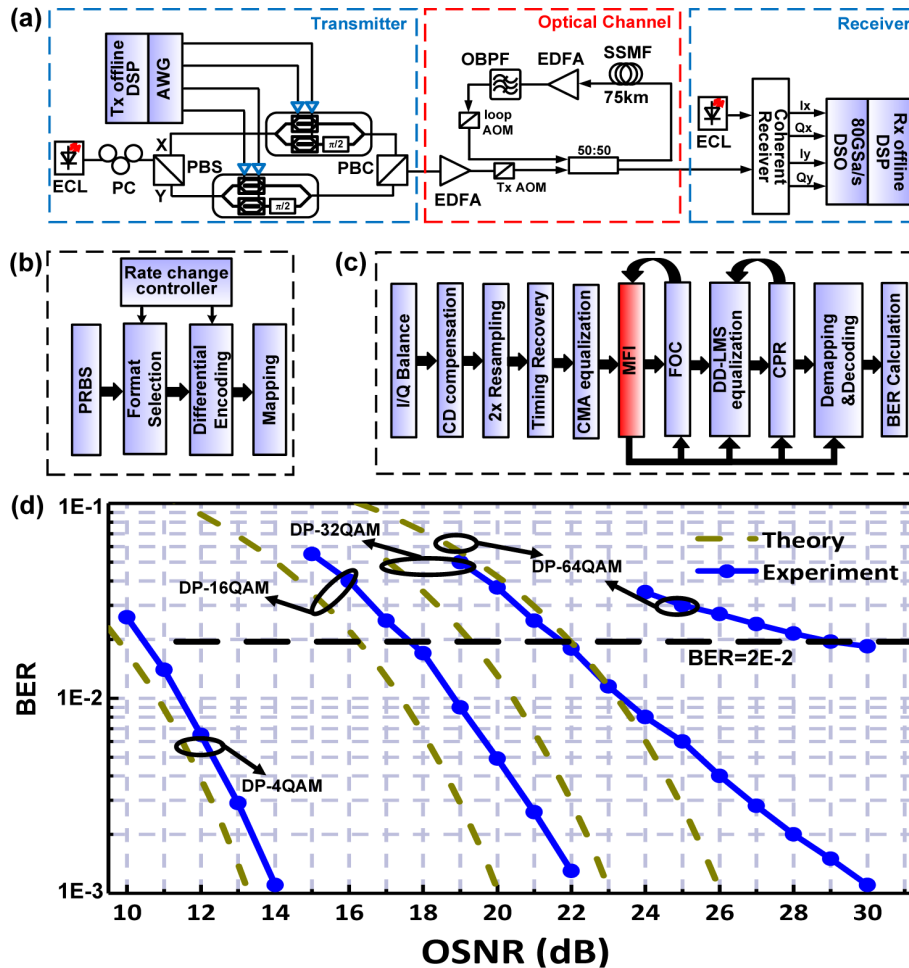 (a)
Transmitter
Optical Channel
Receiver
Tx offline
DSP
AWG
OBPF
EDFA
SSMF
75km
loop
AOM
ECL
PC
X
Y
PBS
π/2
π/2
PBC
EDFA
Tx AOM
50:50
ECL
Coherent
Receiver
Ix
Qx
Iy
Qy
80GSa/s
DSO
Rx offline
DSP
(b)
Rate change
controller
PRBS
Format
Selection
Differential
Encoding
Mapping
(c)
I/Q Balance
CD compensation
2x Resampling
Timing Recovery
CMA equalization
MFI
FOC
DD-LMS
equalization
CPR
Demapping
&Decoding
BER Calculation
(d)
1E-1
1E-2
1E-3
BER
DP-32QAM
DP-16QAM
DP-64QAM
DP-4QAM
Theory
Experiment
BER=2E-2
10 12 14 16 18 20 22 24 26 28 30
OSNR (dB)